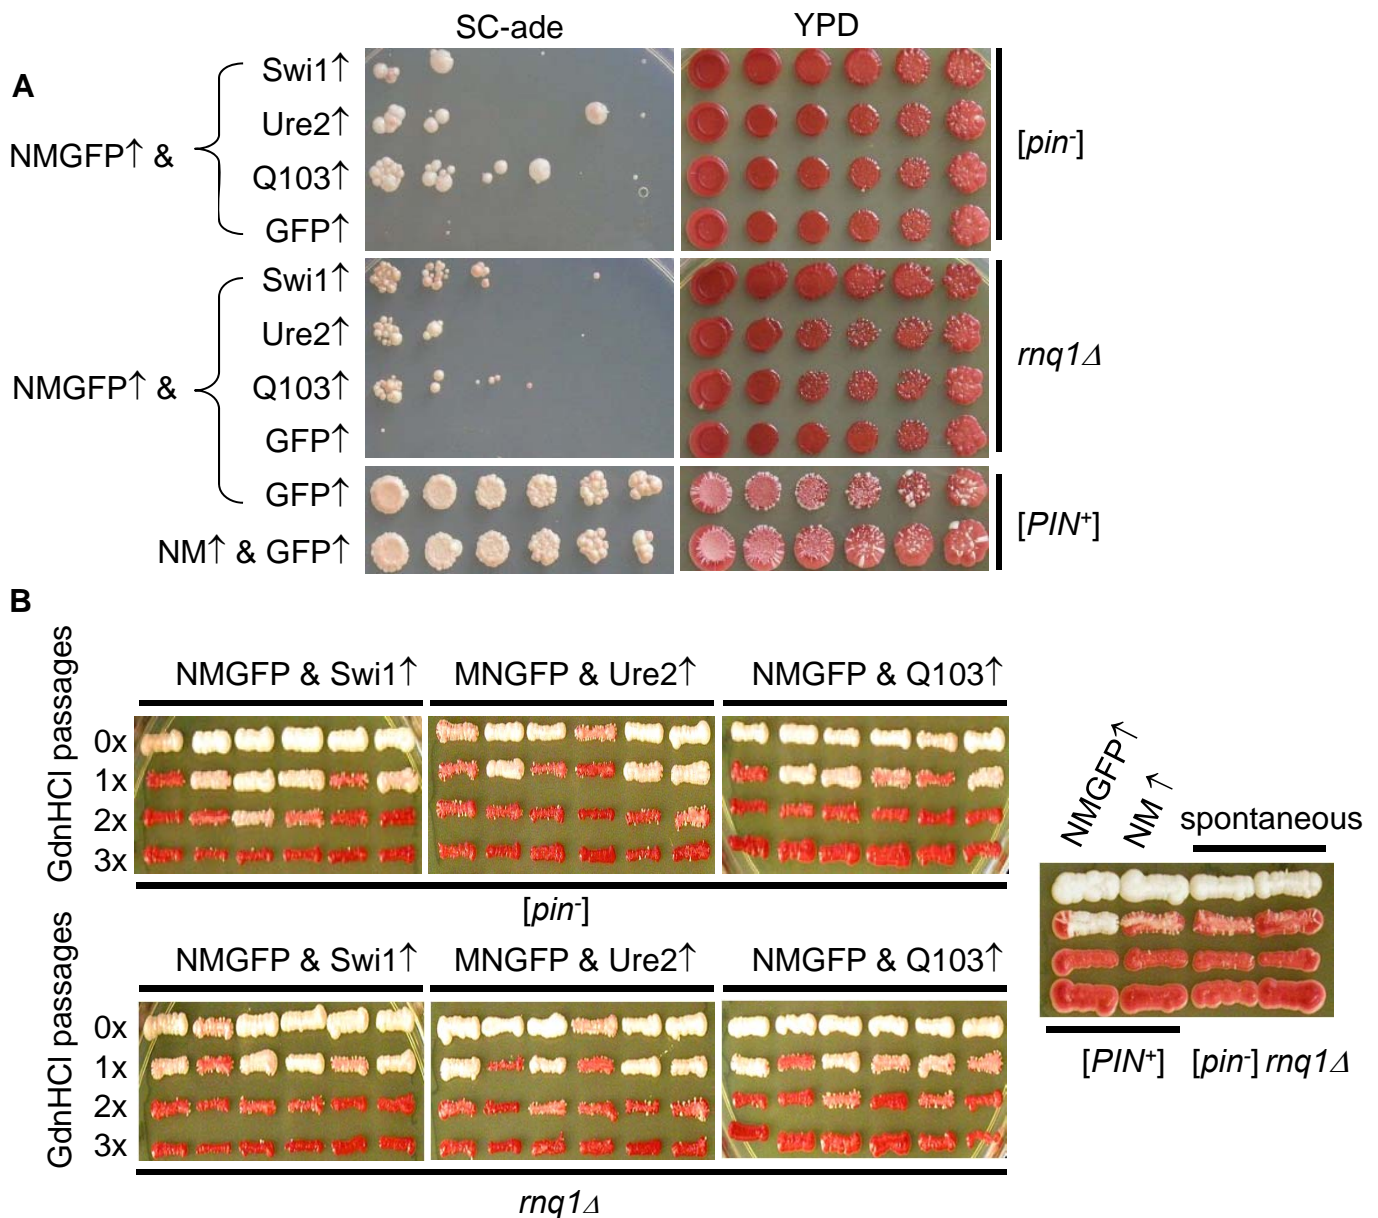 SC-ade YPD
A
Swi1↑
Ure2↑
NMGFP↑ &
Q103↑
GFP↑
[pin-]
Swi1↑
Ure2↑
NMGFP↑ &
Q103↑
GFP↑
rnq1Δ
GFP↑
NM↑ & GFP↑
[PIN+]
B
GdnHCl passages
NMGFP & Swi1↑ MNGFP & Ure2↑ NMGFP & Q103↑
0x
1x
2x
3x
[pin-]
GdnHCl passages
NMGFP & Swi1↑ MNGFP & Ure2↑ NMGFP & Q103↑
0x
1x
2x
3x
rnq1Δ
NMGFP↑
NM↑
spontaneous
[PIN+] [pin-] rnq1Δ